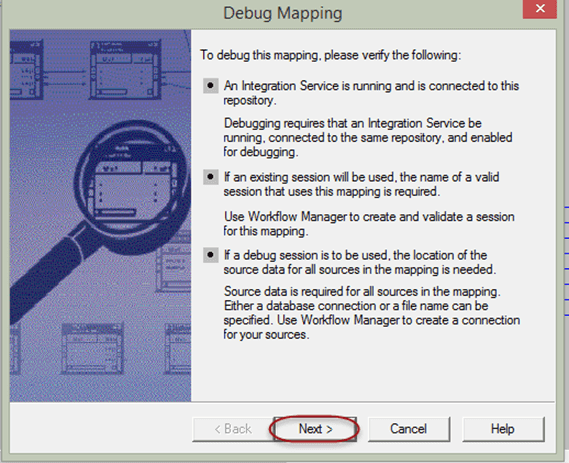 Debug Mapping
To debug this mapping, please verify the following:
An Integration Service is running and is connected to this
repository.
Debugging requires that an Integration Service be
running, connected to the same repository, and enabled
for debugging.
If an existing session will be used, the name of a valid
session that uses this mapping is required.
Use Workflow Manager to create and validate a session
for this mapping.
If a debug session is to be used, the location of the
source data for all sources in the mapping is needed.
Source data is required for all sources in the mapping.
Either a database connection or a file name can be
specified. Use Workflow Manager to create a connection
for your sources.
< Back Next > Cancel Help